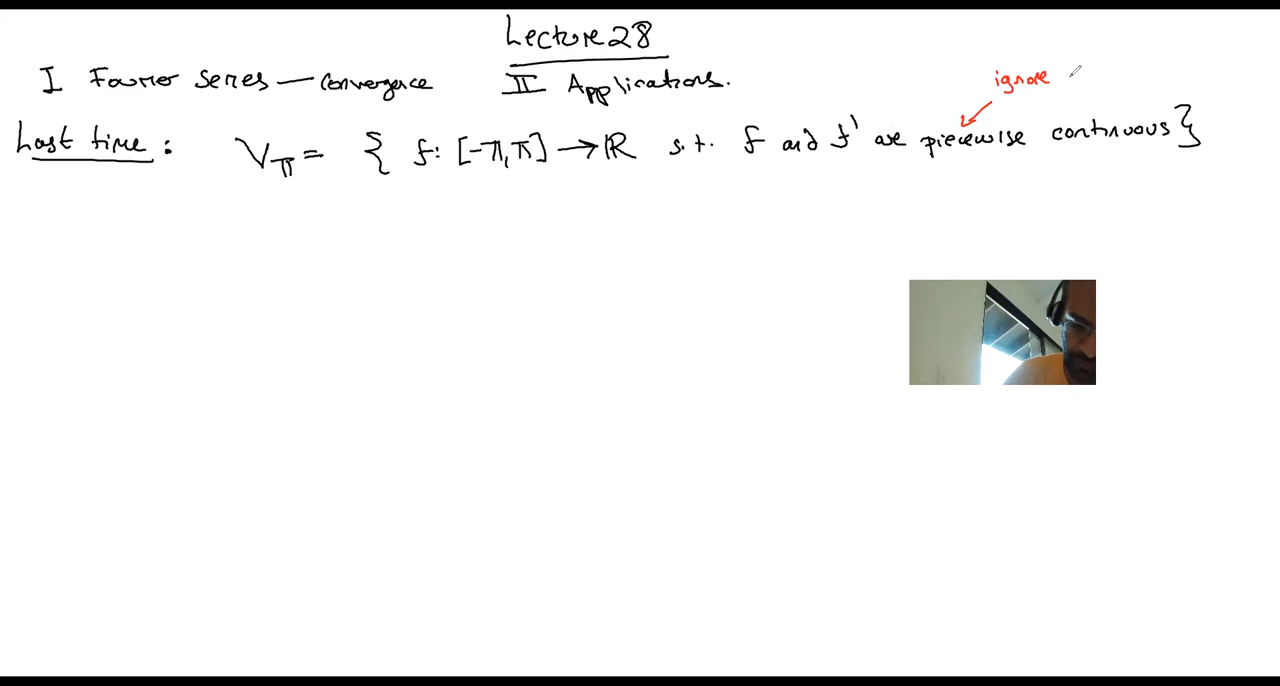 Lecture 28
I Fourier Series — Convergence II Applications.
ignore
Last time : V_π = { f: [-π, π] → ℝ s.t. f and f' are piecewise continuous }